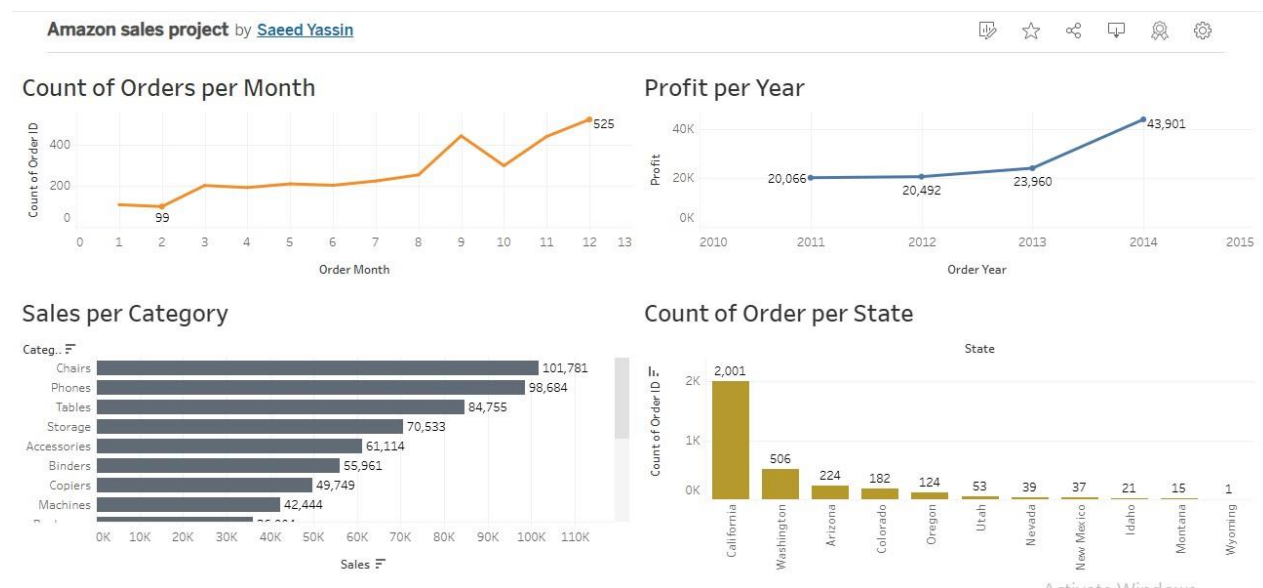 Amazon sales project by Saeed Yassin
Count of Orders per Month
Count of Order ID
400
200
0
525
99
0 1 2 3 4 5 6 7 8 9 10 11 12 13
Order Month
Profit per Year
Profit
40K
20K
0K
20,066
20,492
23,960
43,901
2010 2011 2012 2013 2014 2015
Order Year
Sales per Category
Categ..
Chairs 101,781
Phones 98,684
Tables 84,755
Storage 70,533
Accessories 61,114
Binders 55,961
Copiers 49,749
Machines 42,444
0K 10K 20K 30K 40K 50K 60K 70K 80K 90K 100K 110K
Sales
Count of Order per State
State
Count of Order ID
2K
1K
0K
2,001 506 224 182 124 53 39 37 21 15 1
California Washington Arizona Colorado Oregon Utah Nevada New Mexico Idaho Montana Wyoming